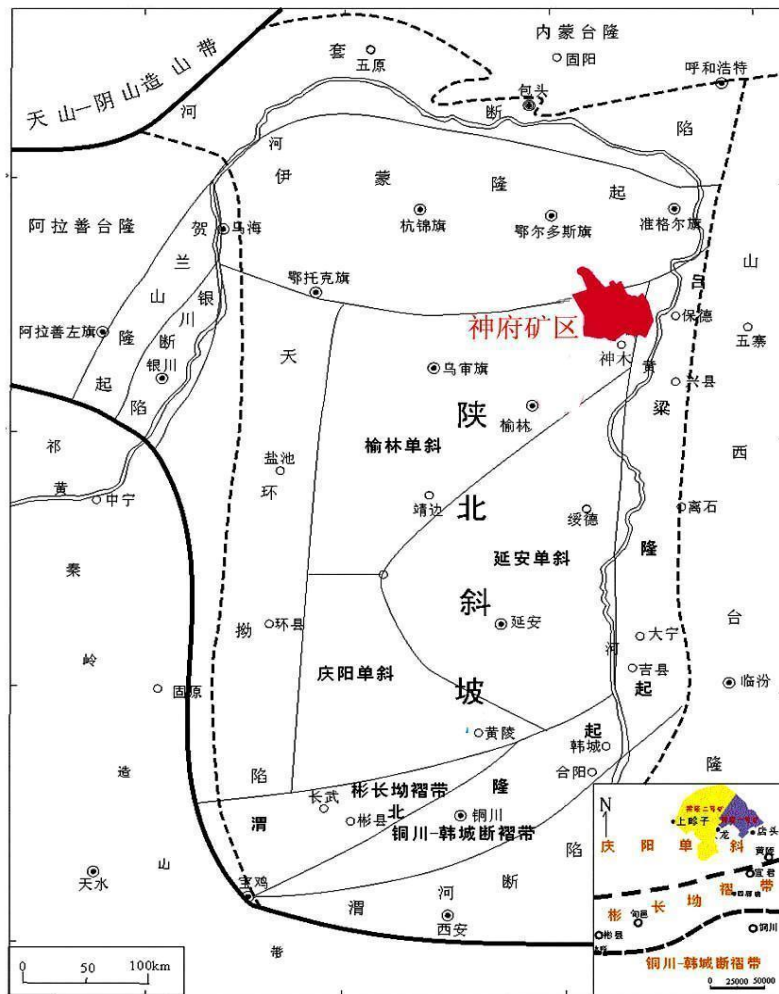 内蒙台隆
天山—阴山造山带
套
五原
固阳
呼和浩特
包头
河
断
陷
河
伊蒙隆起
阿拉善台隆
贺
乌海
杭锦旗
鄂尔多斯旗
准格尔旗
山
兰
山
银
川
鄂托克旗
吕
神府矿区
保德
五寨
阿拉善左旗
隆
断
银川
起
陷
天
乌审旗
神木
黄
兴县
梁
陕
榆林
西
祁
榆林单斜
黄
中宁
盐池
环
靖边
北
绥德
离石
延安单斜
隆
秦
斜
台
环县
拗
延安
大宁
岭
庆阳单斜
河
吉县
临汾
固原
坡
起
黄陵
起
韩城
造
陷
合阳
隆
彬长坳褶带
隆
长武
北
渭
彬县
铜川
铜川-韩城断褶带
陷
山
天水
宝鸡
断
渭
河
西安
带
0 50 100km
N
上畛子
龙
店头
黄陵
庆阳单斜
宜君
彬长坳褶带
旬邑
彬县
铜川
铜川-韩城断褶带
0 25000 50000